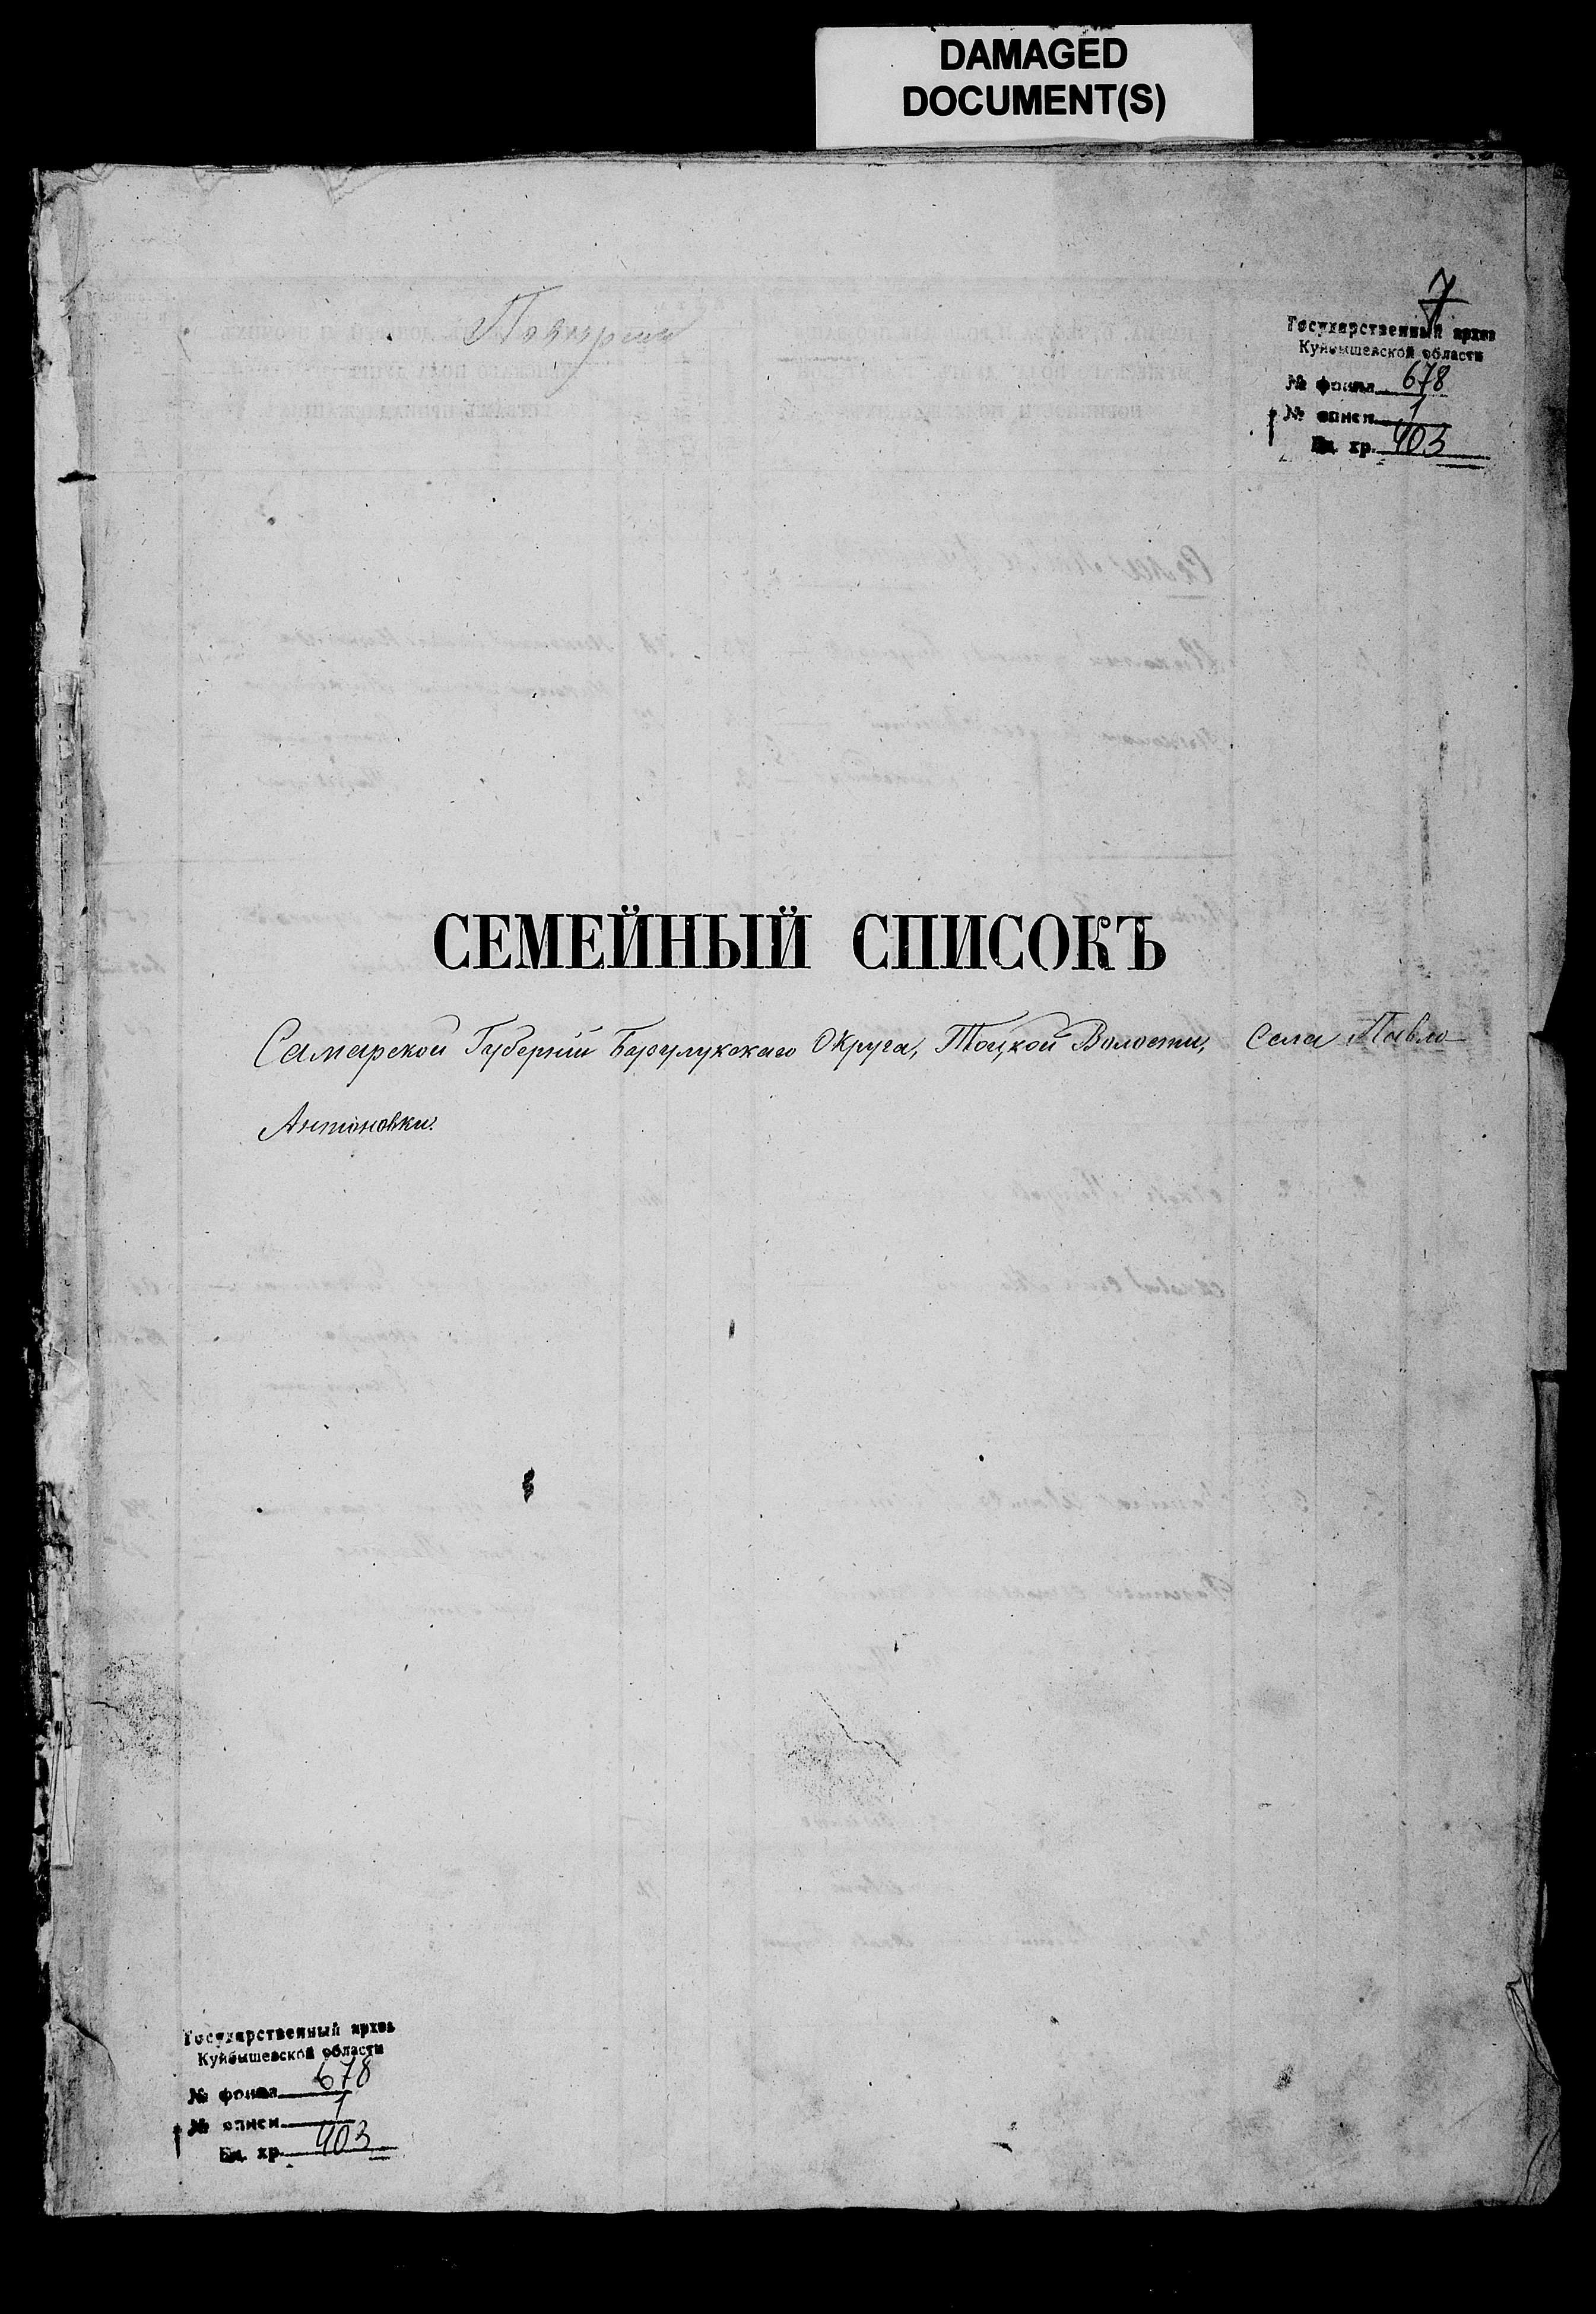 DAMAGED
DOCUMENT(S)
7
Государственный архив
Куйбышевской области
№ фонда 678
№ описи 1
Ед. хр. 403
СЕМЕЙНЫЙ СПИСОКЪ
Самарской Губернiи Бузулукскаго Округа, Тоцкой Волости, Села Павло-
Антоновки.
Государственный архив
Куйбышевской области
№ фонда 678
№ описи 1
Ед. хр. 403